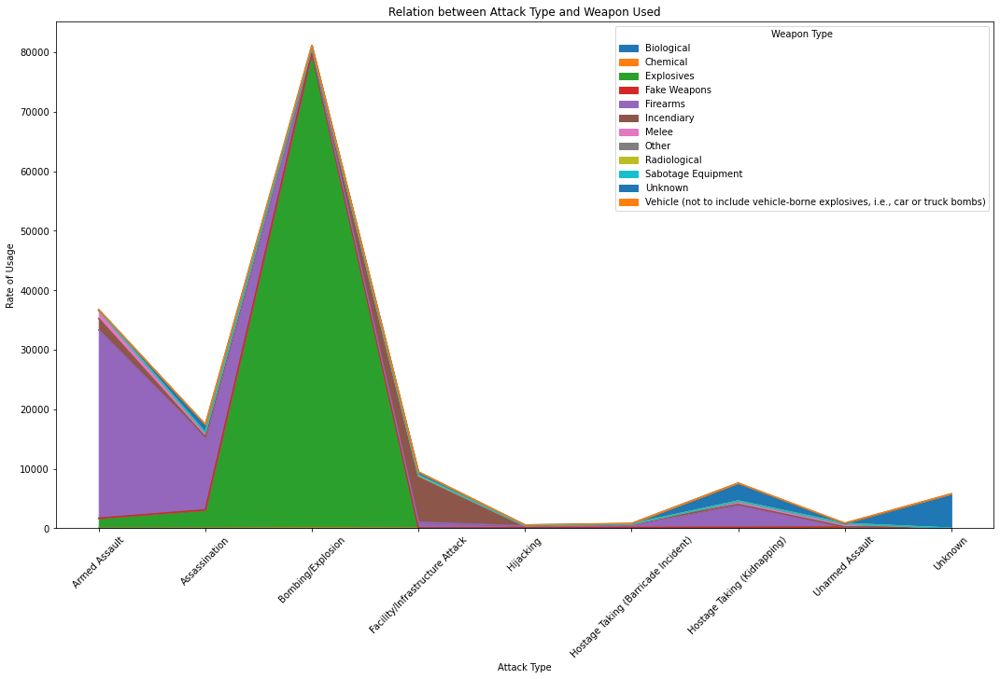 Relation between Attack Type and Weapon Used
Weapon Type
Biological
Chemical
Explosives
Fake Weapons
Firearms
Incendiary
Melee
Other
Radiological
Sabotage Equipment
Unknown
Vehicle (not to include vehicle-borne explosives, i.e., car or truck bombs)
Rate of Usage
80000
70000
60000
50000
40000
30000
20000
10000
0
Armed Assault
Assassination
Bombing/Explosion
Facility/Infrastructure Attack
Hijacking
Hostage Taking (Barricade Incident)
Hostage Taking (Kidnapping)
Unarmed Assault
Unknown
Attack Type